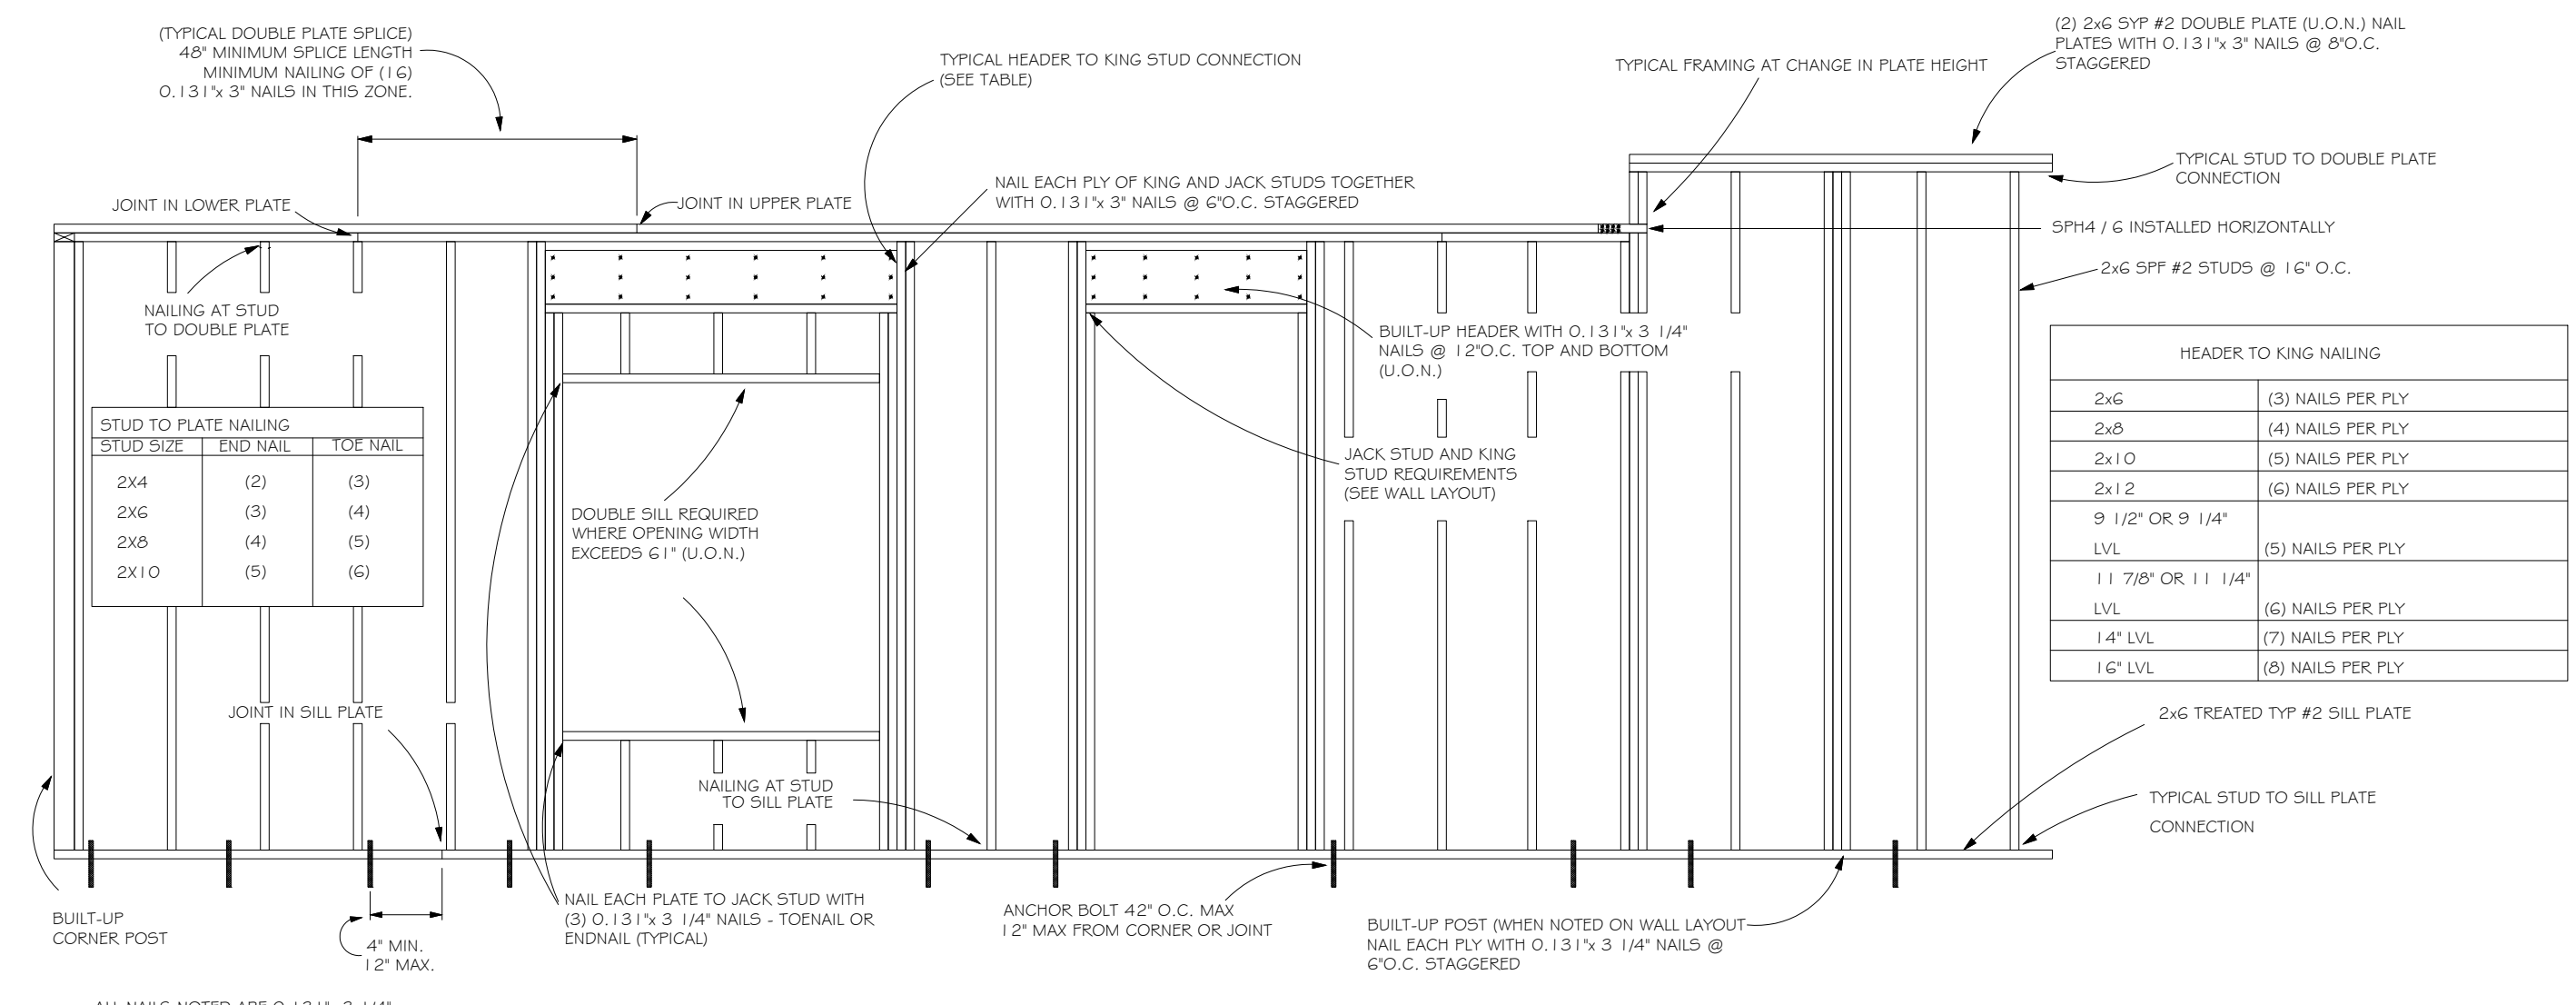 (TYPICAL DOUBLE PLATE SPLICE)
48" MINIMUM SPLICE LENGTH
MINIMUM NAILING OF (16)
0.131"x 3" NAILS IN THIS ZONE.
TYPICAL HEADER TO KING STUD CONNECTION
(SEE TABLE)
TYPICAL FRAMING AT CHANGE IN PLATE HEIGHT
(2) 2x6 SYP #2 DOUBLE PLATE (U.O.N.) NAIL
PLATES WITH 0.131"x 3" NAILS @ 8"O.C.
STAGGERED
TYPICAL STUD TO DOUBLE PLATE
CONNECTION
JOINT IN LOWER PLATE
JOINT IN UPPER PLATE
NAIL EACH PLY OF KING AND JACK STUDS TOGETHER
WITH 0.131"x 3" NAILS @ 6"O.C. STAGGERED
SPH4 / 6 INSTALLED HORIZONTALLY
2x6 SPF #2 STUDS @ 16" O.C.
NAILING AT STUD
TO DOUBLE PLATE
BUILT-UP HEADER WITH 0.131"x 3 1/4"
NAILS @ 12"O.C. TOP AND BOTTOM
(U.O.N.)
HEADER TO KING NAILING
2x6 (3) NAILS PER PLY
2x8 (4) NAILS PER PLY
2x10 (5) NAILS PER PLY
2x12 (6) NAILS PER PLY
9 1/2" OR 9 1/4"
LVL (5) NAILS PER PLY
11 7/8" OR 11 1/4"
LVL (6) NAILS PER PLY
14" LVL (7) NAILS PER PLY
16" LVL (8) NAILS PER PLY
STUD TO PLATE NAILING
STUD SIZE END NAIL TOE NAIL
2X4 (2) (3)
2X6 (3) (4)
2X8 (4) (5)
2X10 (5) (6)
JACK STUD AND KING
STUD REQUIREMENTS
(SEE WALL LAYOUT)
DOUBLE SILL REQUIRED
WHERE OPENING WIDTH
EXCEEDS 61" (U.O.N.)
JOINT IN SILL PLATE
2x6 TREATED TYP #2 SILL PLATE
NAILING AT STUD
TO SILL PLATE
TYPICAL STUD TO SILL PLATE
CONNECTION
BUILT-UP
CORNER POST
4" MIN.
12" MAX.
NAIL EACH PLATE TO JACK STUD WITH
(3) 0.131"x 3 1/4" NAILS - TOENAIL OR
ENDNAIL (TYPICAL)
ANCHOR BOLT 42" O.C. MAX
12" MAX FROM CORNER OR JOINT
BUILT-UP POST (WHEN NOTED ON WALL LAYOUT
NAIL EACH PLY WITH 0.131"x 3 1/4" NAILS @
6"O.C. STAGGERED
ALL NAILS NOTED ARE 0.131"x 3 1/4"